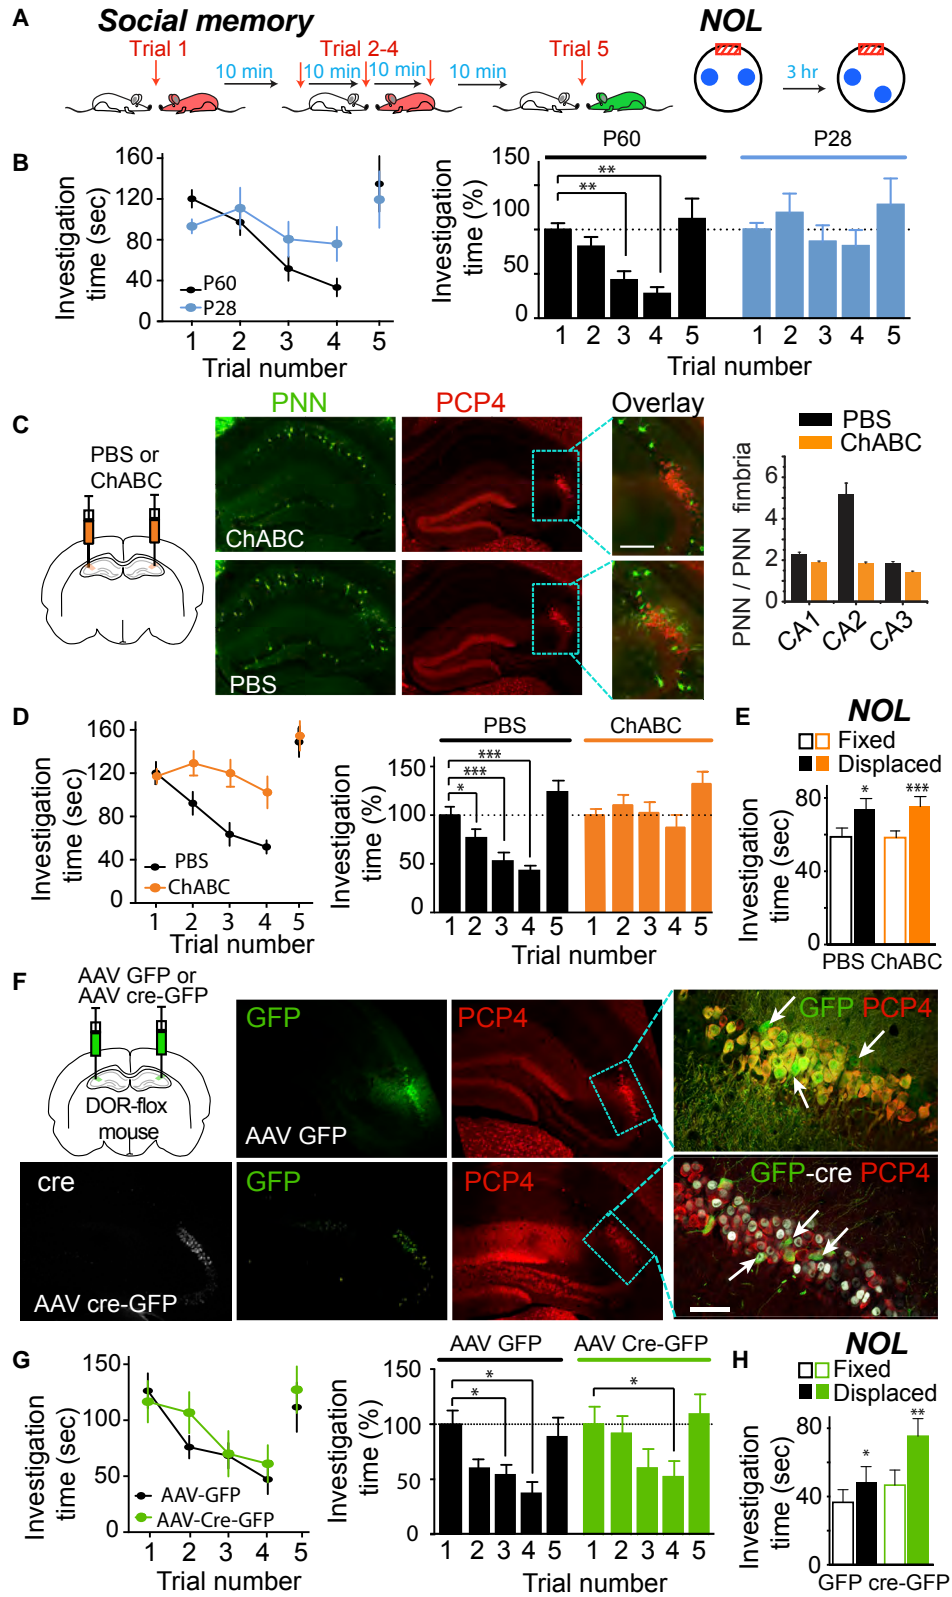 A
Social memory
NOL
Trial 1
Trial 2-4
Trial 5
10 min
10 min
10 min
10 min
3 hr
B
Investigation
time (sec)
160
120
80
40
0
P60
P28
1 2 3 4 5
Trial number
Investigation
time (%)
150
100
50
0
P60
P28
**
**
1 2 3 4 5
1 2 3 4 5
Trial number
C
PBS or
ChABC
PNN
PCP4
Overlay
ChABC
PBS
PBS
ChABC
PNN / PNN fimbria
6
4
2
0
CA1
CA2
CA3
D
Investigation
time (sec)
160
120
80
40
0
PBS
ChABC
1 2 3 4 5
Trial number
Investigation
time (%)
150
100
50
0
PBS
ChABC
***
***
*
1 2 3 4 5
1 2 3 4 5
Trial number
E
NOL
Fixed
Displaced
Investigation
time (sec)
80
60
0
*
***
PBS ChABC
F
AAV GFP or
AAV cre-GFP
DOR-flox
mouse
GFP
AAV GFP
PCP4
GFP PCP4
cre
AAV cre-GFP
GFP
PCP4
GFP-cre PCP4
G
Investigation
time (sec)
150
100
50
0
AAV-GFP
AAV-Cre-GFP
1 2 3 4 5
Trial number
Investigation
time (%)
150
100
50
0
AAV GFP
AAV Cre-GFP
*
*
*
1 2 3 4 5
1 2 3 4 5
Trial number
H
NOL
Fixed
Displaced
Investigation
time (sec)
80
40
0
*
**
GFP cre-GFP